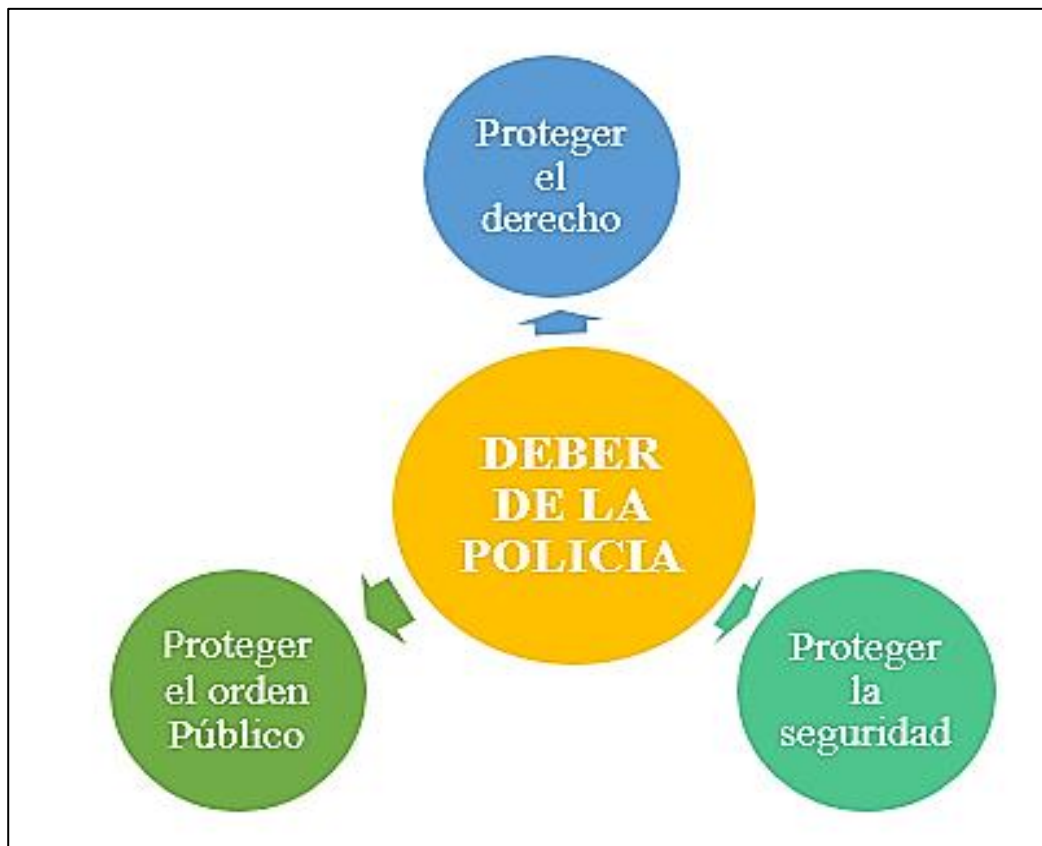 Proteger
el
derecho
DEBER
DE LA
POLICIA
Proteger
el orden
Público
Proteger
la
seguridad